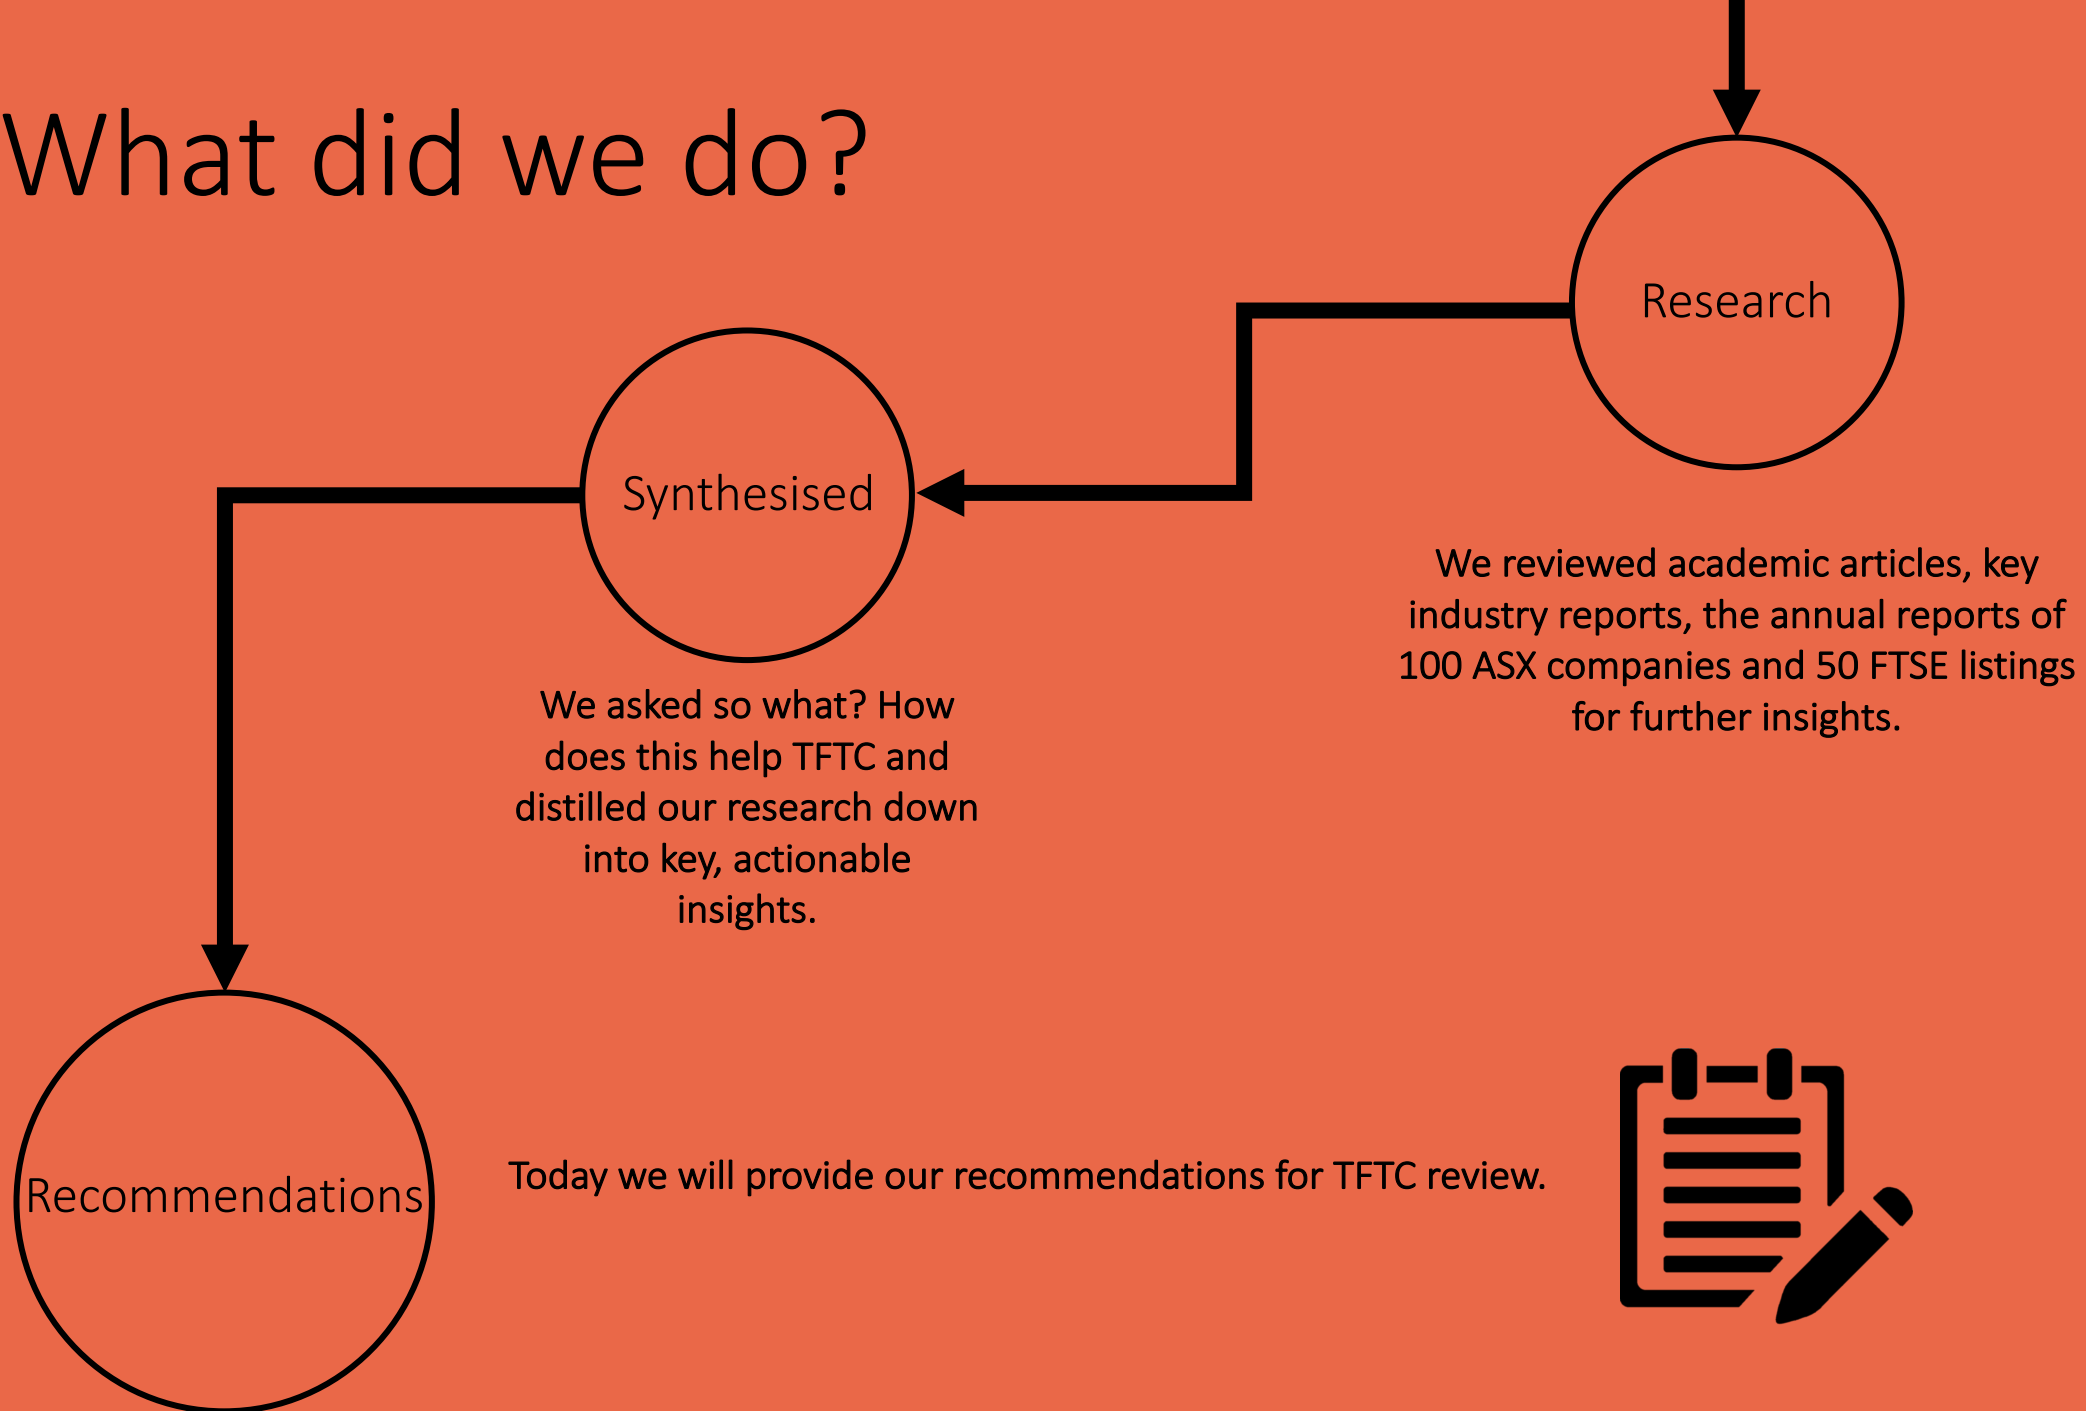 What did we do?
Research
We reviewed academic articles, key
industry reports, the annual reports of
100 ASX companies and 50 FTSE listings
for further insights.
Synthesised
We asked so what? How
does this help TFTC and
distilled our research down
into key, actionable
insights.
Recommendations
Today we will provide our recommendations for TFTC review.